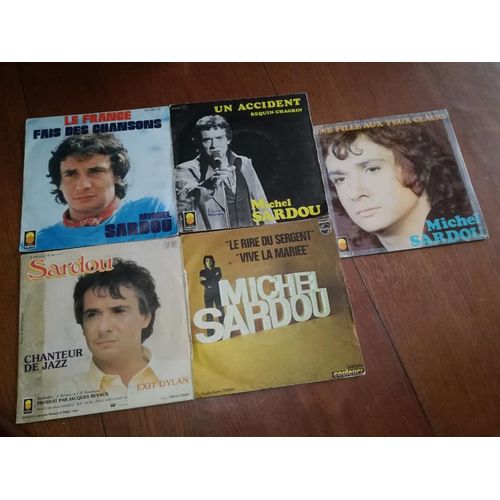 LE FRANCE
FAIS DES CHANSONS
MICHEL
SARDOU
UN ACCIDENT
REQUIN CHAGRIN
Michel
SARDOU
UNE FILLE AUX YEUX CLAIRS
Michel
SARDOU
Sardou
CHANTEUR
DE JAZZ
EXIT DYLAN
PRODUIT PAR JACQUES REVAUX
"LE RIRE DU SERGENT"
"VIVE LA MARIÉE"
MICHEL
SARDOU